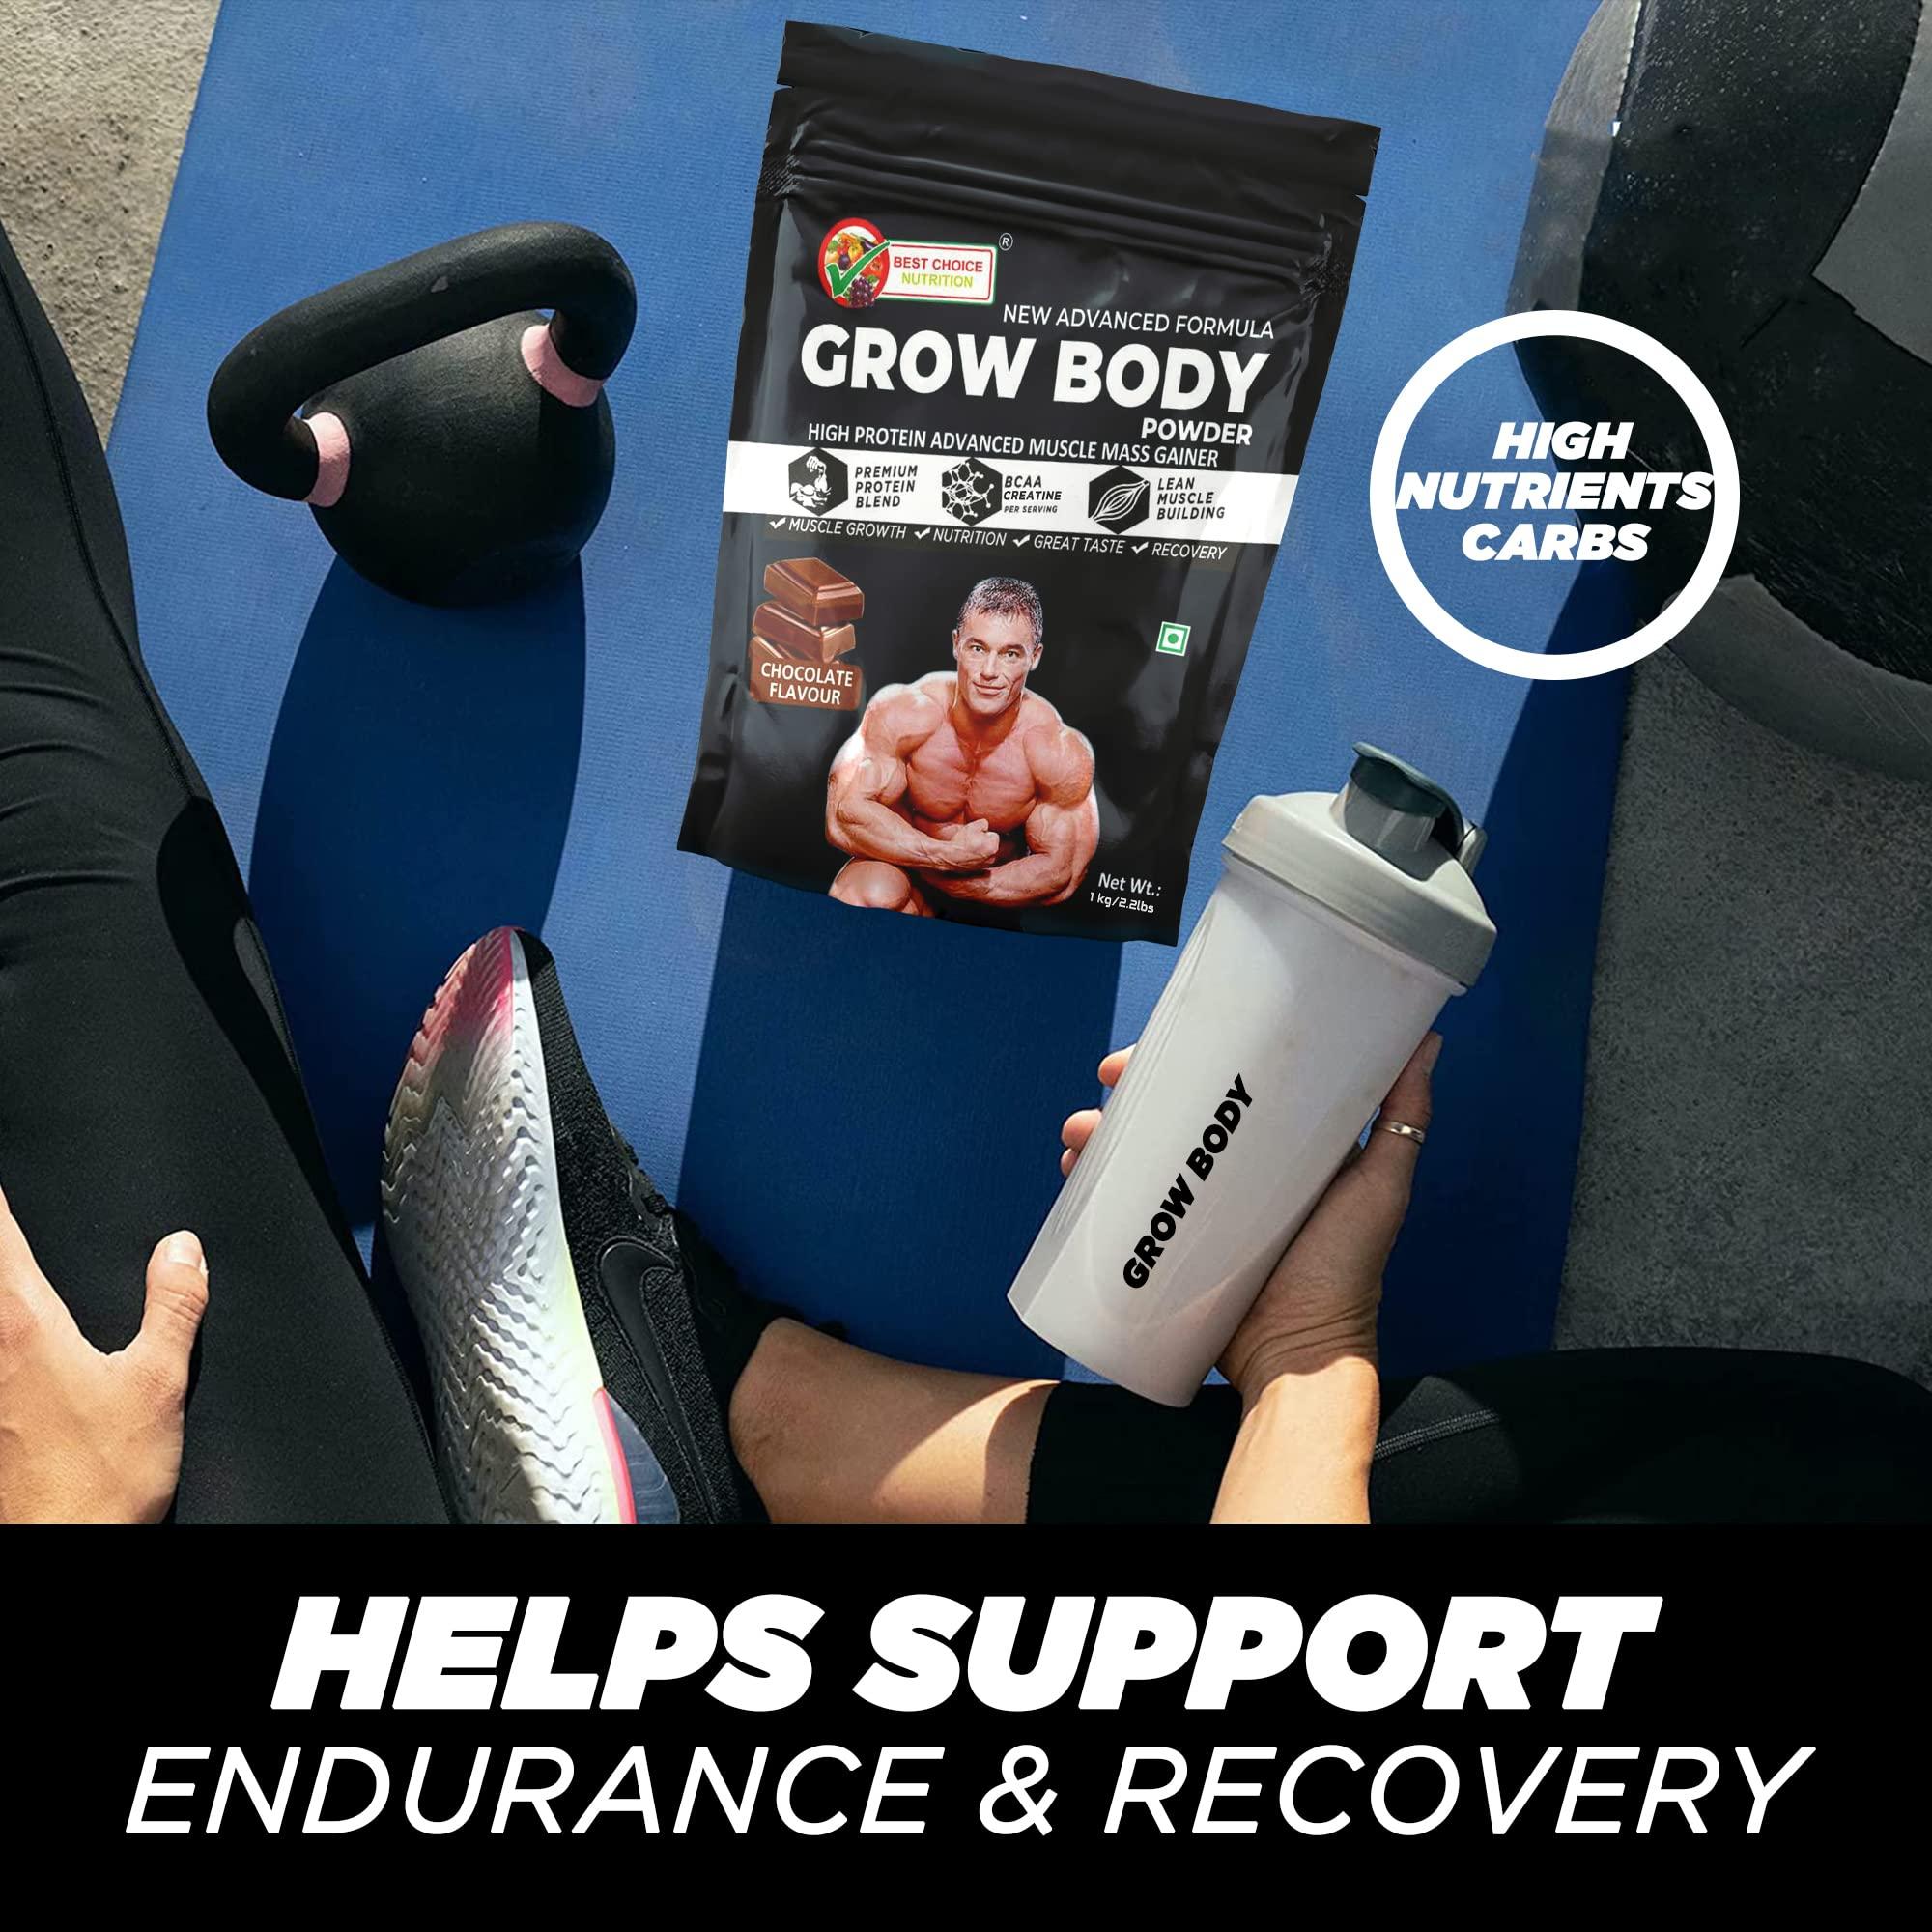 BEST CHOICE
NUTRITION
®
NEW ADVANCED FORMULA
GROW BODY
POWDER
HIGH PROTEIN ADVANCED MUSCLE MASS GAINER
PREMIUM
PROTEIN
BLEND
BCAA
CREATINE
PER SERVING
LEAN
MUSCLE
BUILDING
MUSCLE GROWTH NUTRITION GREAT TASTE RECOVERY
CHOCOLATE
FLAVOUR
Net Wt.:
1 kg/2.2lbs
HIGH
NUTRIENTS
CARBS
GROW BODY
HELPS SUPPORT
ENDURANCE & RECOVERY